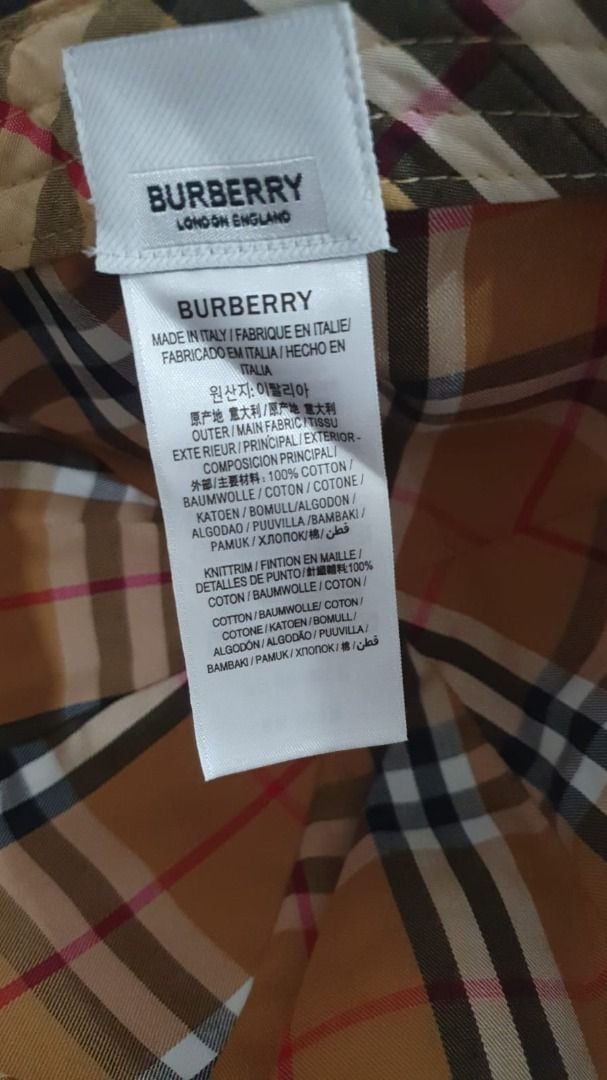 BURBERRY
LONDON ENGLAND
BURBERRY
MADE IN ITALY / FABRIQUE EN ITALIE/
FABRICADO EM ITALIA / HECHO EN
ITALIA
원산지: 이탈리아
原产地 意大利 / 原产地 意大利
OUTER / MAIN FABRIC / TISSU
EXTE RIEUR / PRINCIPAL / EXTERIOR -
COMPOSICION PRINCIPAL /
外部 / 主要材料 : 100% COTTON /
BAUMWOLLE / COTON / COTONE /
KATOEN / BOMULL/ALGODON /
ALGODAO / PUUVILLA /BAMBAKI /
PAMUK / ХЛОПОК/棉/ قطن
KNITTRIM / FINTION EN MAILLE /
DETALLES DE PUNTO / 針織輔料:100%
COTON / BAUMWOLLE / COTON /
COTTON / BAUMWOLLE/ COTON /
COTONE / KATOEN / BOMULL /
ALGODÓN / ALGODÃO / PUUVILLA /
BAMBAKI / PAMUK / ХЛОПОК / 棉 / قطن